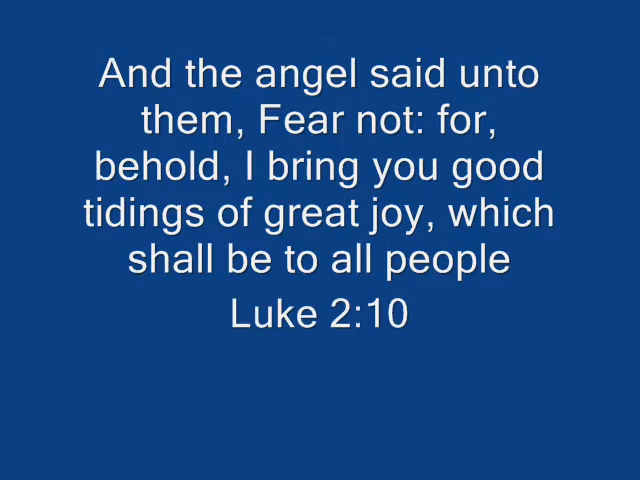 And the angel said unto
them, Fear not: for,
behold, I bring you good
tidings of great joy, which
shall be to all people
Luke 2:10